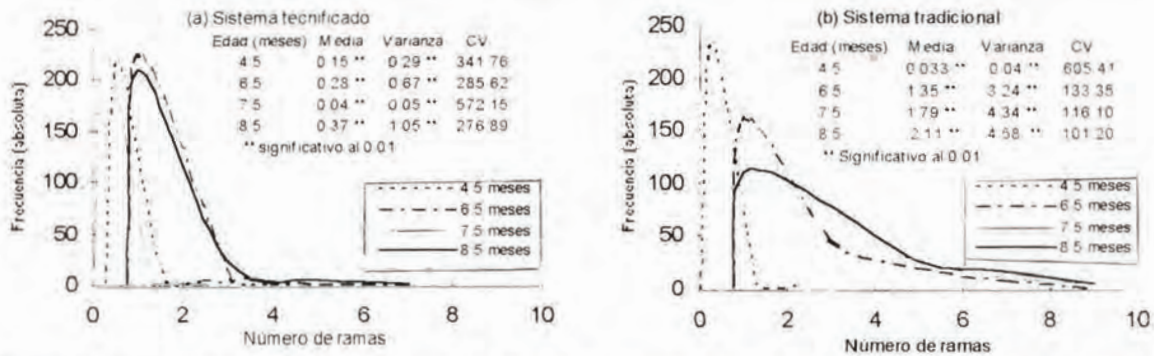 (a) Sistema tecnificado
Edad (meses) Media Varianza CV
4 5 0 15 ** 0 29 ** 341 76
6 5 0 28 ** 0 67 ** 285 62
7 5 0 04 ** 0 05 ** 572 15
8 5 0 37 ** 1 05 ** 276 89
** significativo al 0 01
Frecuencia (absoluta)
250
200
150
100
50
0
4 5 meses
6 5 meses
7 5 meses
8 5 meses
0 2 4 6 8 10
Número de ramas
(b) Sistema tradicional
Edad (meses) Media Varianza CV
4 5 0 033 ** 0 04 ** 605 41
6 5 1 35 ** 3 24 ** 133 35
7 5 1 79 ** 4 34 ** 116 10
8 5 2 11 ** 4 58 ** 101 20
** Significativo al 0 01
Frecuencia (absoluta)
250
200
150
100
50
0
4 5 meses
6 5 meses
7 5 meses
8 5 meses
0 2 4 6 8 10
Número de ramas